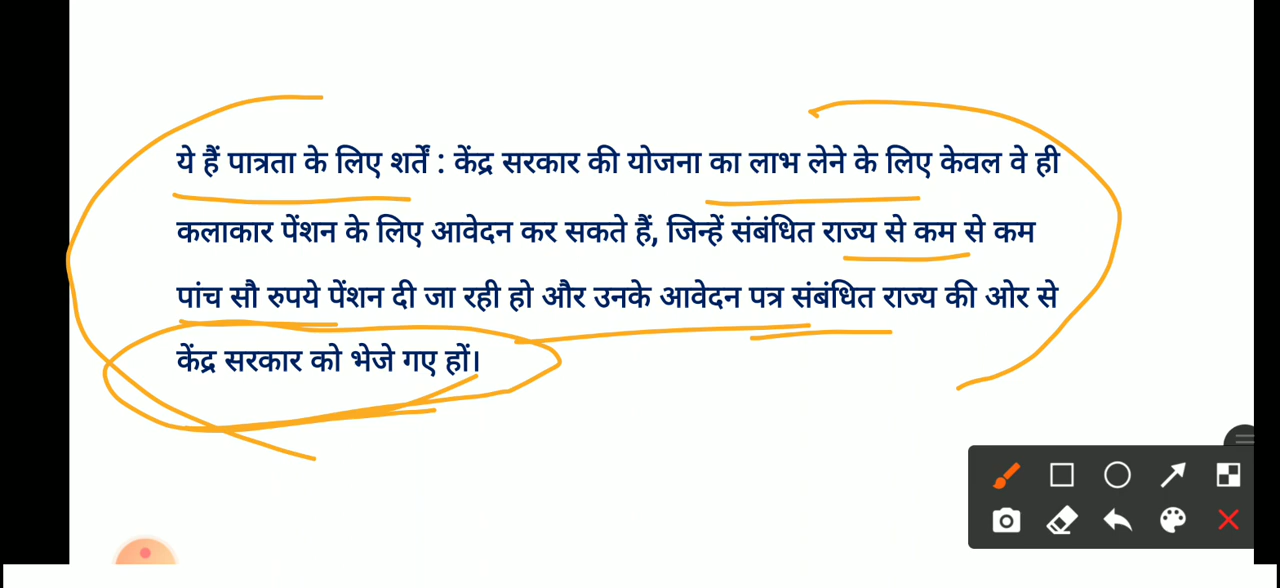 ये हैं पात्रता के लिए शर्तें : केंद्र सरकार की योजना का लाभ लेने के लिए केवल वे ही
कलाकार पेंशन के लिए आवेदन कर सकते हैं, जिन्हें संबंधित राज्य से कम से कम
पांच सौ रुपये पेंशन दी जा रही हो और उनके आवेदन पत्र संबंधित राज्य की ओर से
केंद्र सरकार को भेजे गए हों।